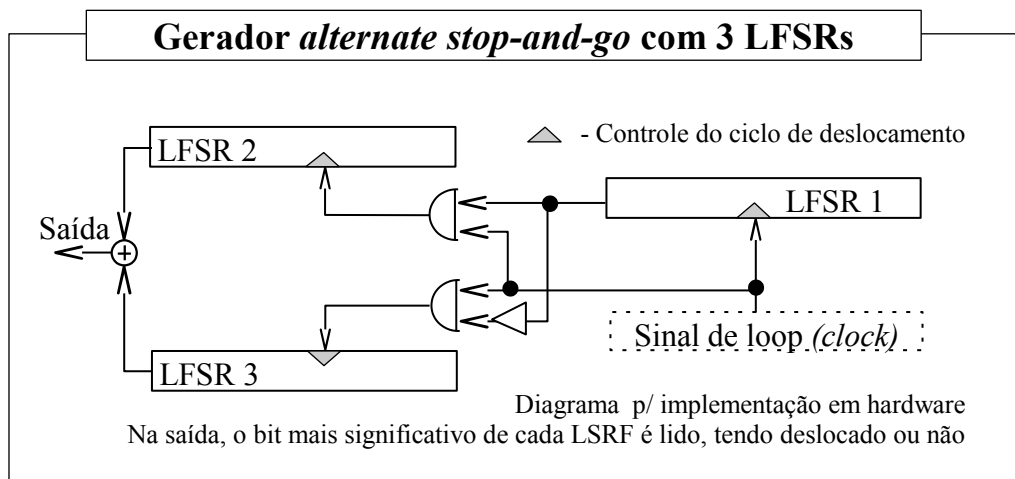 Gerador alternate stop-and-go com 3 LFSRs
LFSR 2
- Controle do ciclo de deslocamento
LFSR 1
Saída
+
Sinal de loop (clock)
LFSR 3
Diagrama p/ implementação em hardware
Na saída, o bit mais significativo de cada LSRF é lido, tendo deslocado ou não